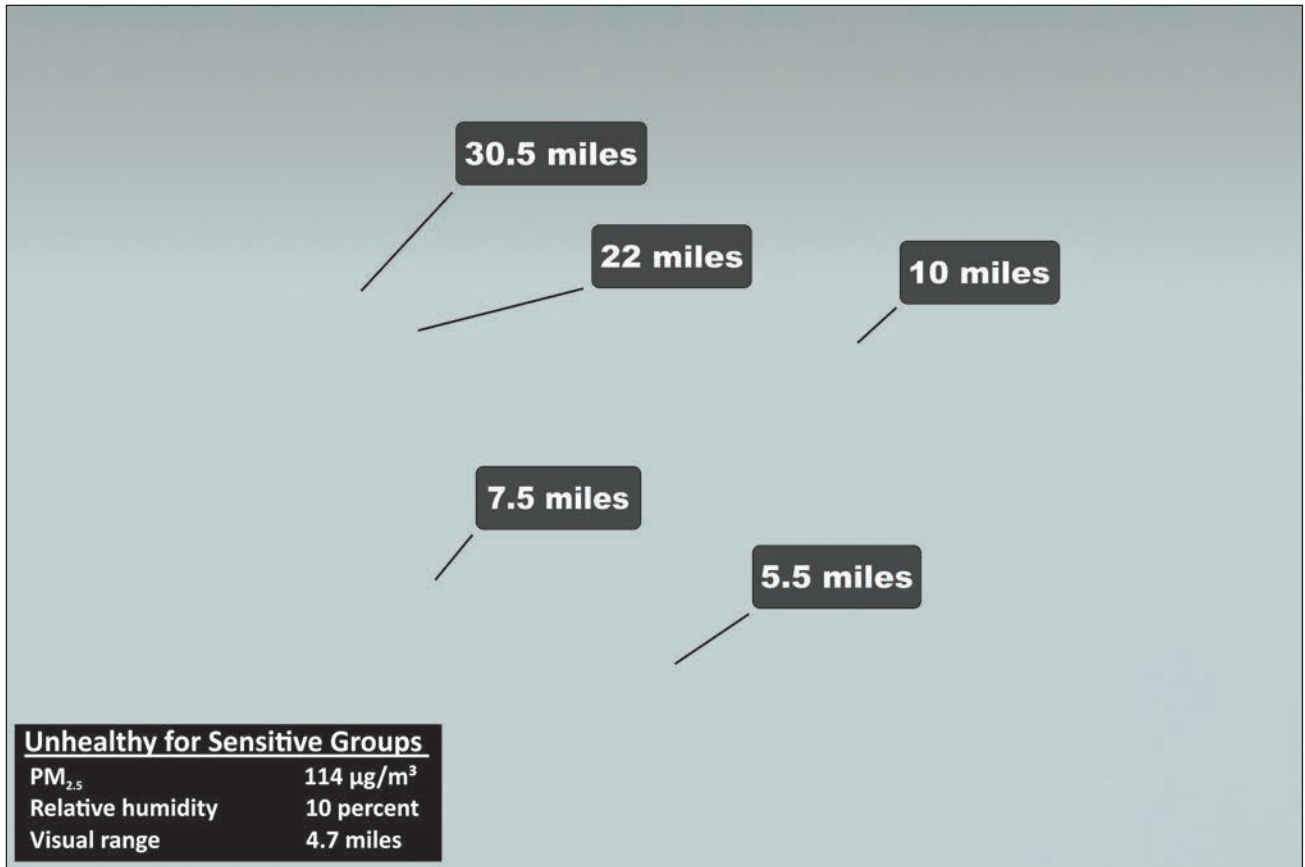 30.5 miles
22 miles
10 miles
7.5 miles
5.5 miles
Unhealthy for Sensitive Groups
PM2.5 114 µg/m³
Relative humidity 10 percent
Visual range 4.7 miles